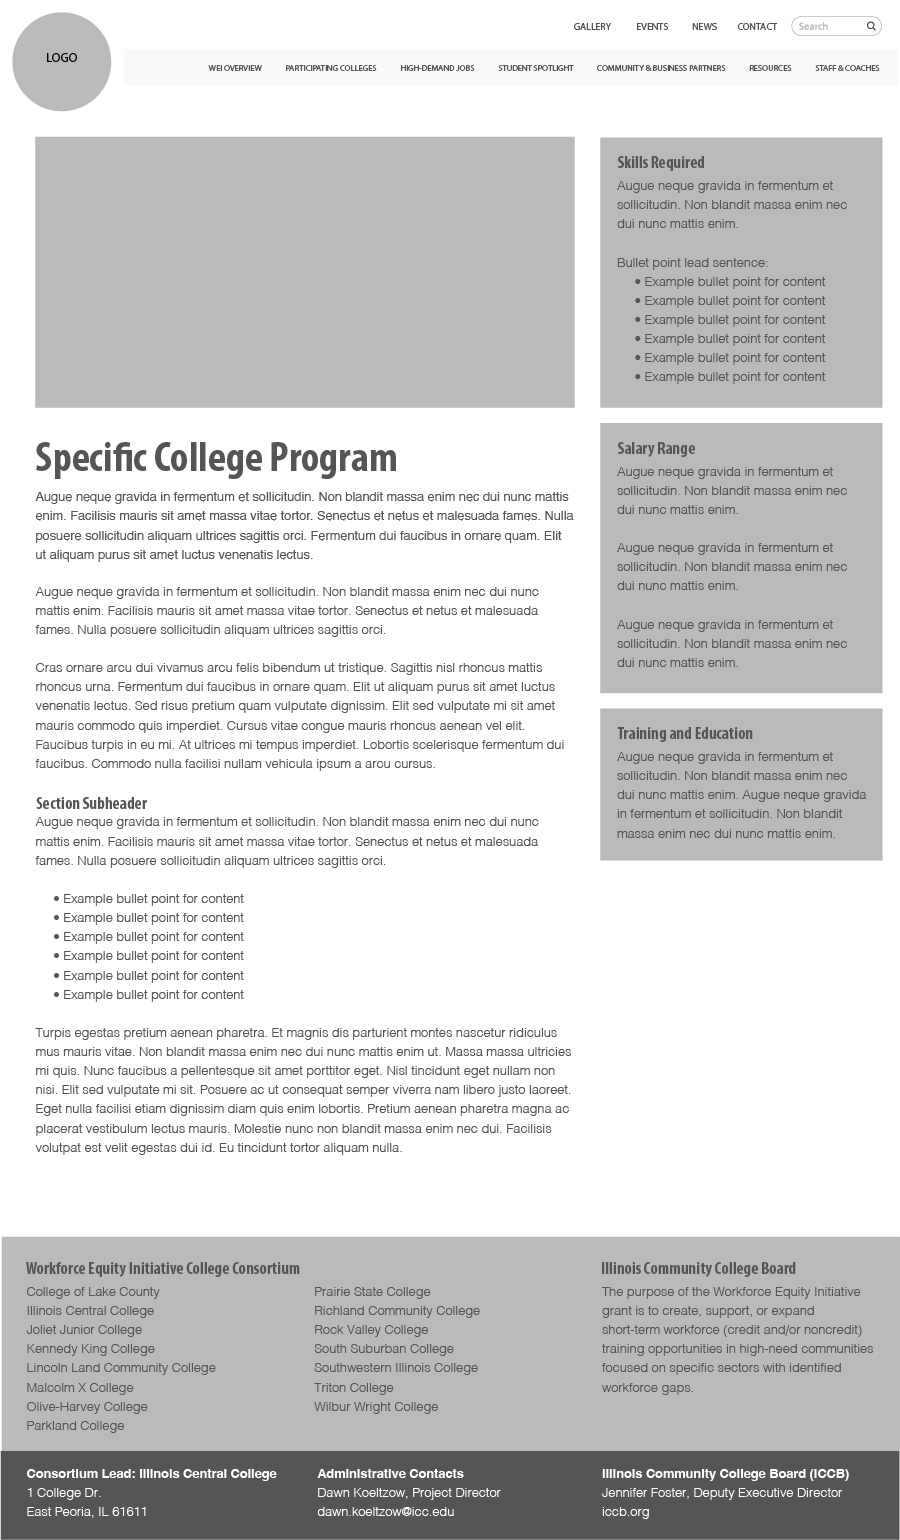 LOGO
GALLERY EVENTS NEWS CONTACT Search
WEI OVERVIEW PARTICIPATING COLLEGES HIGH-DEMAND JOBS STUDENT SPOTLIGHT COMMUNITY & BUSINESS PARTNERS RESOURCES STAFF & COACHES
Specific College Program
Augue neque gravida in fermentum et sollicitudin. Non blandit massa enim nec dui nunc mattis
enim. Facilisis mauris sit amet massa vitae tortor. Senectus et netus et malesuada fames. Nulla
posuere sollicitudin aliquam ultrices sagittis orci. Fermentum dui faucibus in ornare quam. Elit
ut aliquam purus sit amet luctus venenatis lectus.
Augue neque gravida in fermentum et sollicitudin. Non blandit massa enim nec dui nunc
mattis enim. Facilisis mauris sit amet massa vitae tortor. Senectus et netus et malesuada
fames. Nulla posuere sollicitudin aliquam ultrices sagittis orci.
Cras ornare arcu dui vivamus arcu felis bibendum ut tristique. Sagittis nisl rhoncus mattis
rhoncus urna. Fermentum dui faucibus in ornare quam. Elit ut aliquam purus sit amet luctus
venenatis lectus. Sed risus pretium quam vulputate dignissim. Elit sed vulputate mi sit amet
mauris commodo quis imperdiet. Cursus vitae congue mauris rhoncus aenean vel elit.
Faucibus turpis in eu mi. At ultrices mi tempus imperdiet. Lobortis scelerisque fermentum dui
faucibus. Commodo nulla facilisi nullam vehicula ipsum a arcu cursus.
Section Subheader
Augue neque gravida in fermentum et sollicitudin. Non blandit massa enim nec dui nunc
mattis enim. Facilisis mauris sit amet massa vitae tortor. Senectus et netus et malesuada
fames. Nulla posuere sollicitudin aliquam ultrices sagittis orci.
• Example bullet point for content
• Example bullet point for content
• Example bullet point for content
• Example bullet point for content
• Example bullet point for content
• Example bullet point for content
Turpis egestas pretium aenean pharetra. Et magnis dis parturient montes nascetur ridiculus
mus mauris vitae. Non blandit massa enim nec dui nunc mattis enim ut. Massa massa ultricies
mi quis. Nunc faucibus a pellentesque sit amet porttitor eget. Nisl tincidunt eget nullam non
nisi. Elit sed vulputate mi sit. Posuere ac ut consequat semper viverra nam libero justo laoreet.
Eget nulla facilisi etiam dignissim diam quis enim lobortis. Pretium aenean pharetra magna ac
placerat vestibulum lectus mauris. Molestie nunc non blandit massa enim nec dui. Facilisis
volutpat est velit egestas dui id. Eu tincidunt tortor aliquam nulla.
Skills Required
Augue neque gravida in fermentum et
sollicitudin. Non blandit massa enim nec
dui nunc mattis enim.
Bullet point lead sentence:
• Example bullet point for content
• Example bullet point for content
• Example bullet point for content
• Example bullet point for content
• Example bullet point for content
• Example bullet point for content
Salary Range
Augue neque gravida in fermentum et
sollicitudin. Non blandit massa enim nec
dui nunc mattis enim.
Augue neque gravida in fermentum et
sollicitudin. Non blandit massa enim nec
dui nunc mattis enim.
Augue neque gravida in fermentum et
sollicitudin. Non blandit massa enim nec
dui nunc mattis enim.
Training and Education
Augue neque gravida in fermentum et
sollicitudin. Non blandit massa enim nec
dui nunc mattis enim. Augue neque gravida
in fermentum et sollicitudin. Non blandit
massa enim nec dui nunc mattis enim.
Workforce Equity Initiative College Consortium
College of Lake County
Illinois Central College
Joliet Junior College
Kennedy King College
Lincoln Land Community College
Malcolm X College
Olive-Harvey College
Parkland College
Prairie State College
Richland Community College
Rock Valley College
South Suburban College
Southwestern Illinois College
Triton College
Wilbur Wright College
Illinois Community College Board
The purpose of the Workforce Equity Initiative
grant is to create, support, or expand
short-term workforce (credit and/or noncredit)
training opportunities in high-need communities
focused on specific sectors with identified
workforce gaps.
Consortium Lead: Illinois Central College
1 College Dr.
East Peoria, IL 61611
Administrative Contacts
Dawn Koeltzow, Project Director
dawn.koeltzow@icc.edu
Illinois Community College Board (ICCB)
Jennifer Foster, Deputy Executive Director
iccb.org